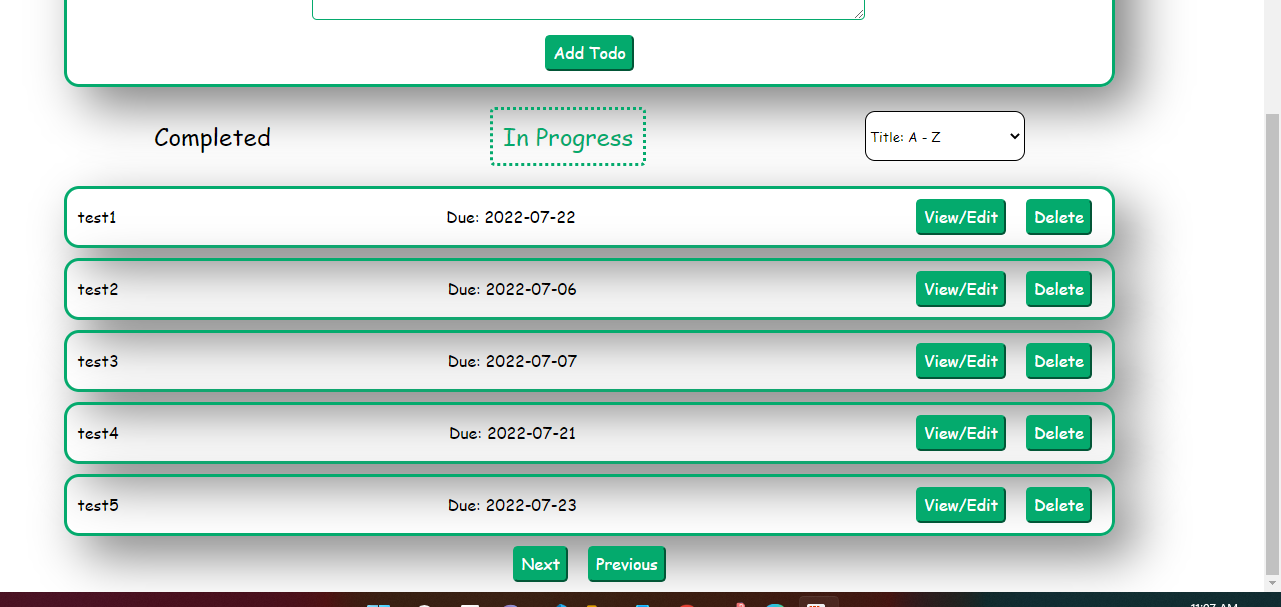 Add Todo
Completed In Progress Title: A - Z
test1 Due: 2022-07-22 View/Edit Delete
test2 Due: 2022-07-06 View/Edit Delete
test3 Due: 2022-07-07 View/Edit Delete
test4 Due: 2022-07-21 View/Edit Delete
test5 Due: 2022-07-23 View/Edit Delete
Next Previous